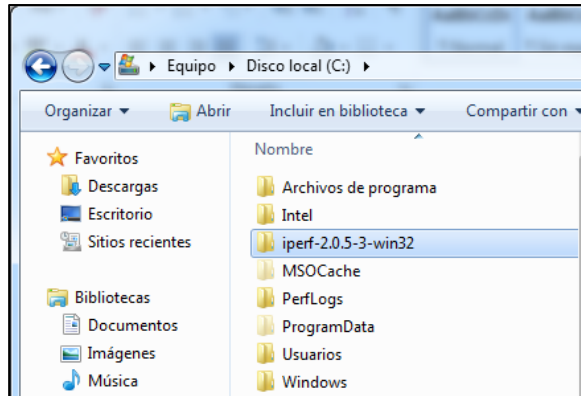 Equipo Disco local (C:)
Organizar Abrir Incluir en biblioteca Compartir con
Favoritos
Descargas
Escritorio
Sitios recientes
Bibliotecas
Documentos
Imágenes
Música
Nombre
Archivos de programa
Intel
iperf-2.0.5-3-win32
MSOCache
PerfLogs
ProgramData
Usuarios
Windows